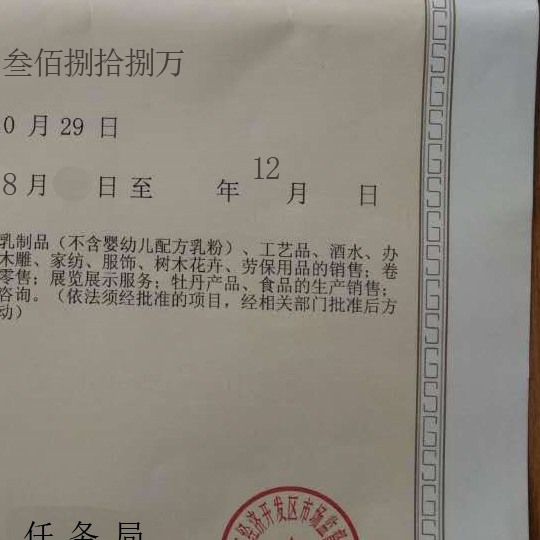 叁佰捌拾捌万
0月29日
8月 日至 年12月 日
乳制品（不含婴幼儿配方乳粉）、工艺品、酒水、办
木雕、家纺、服饰、树木花卉、劳保用品的销售；卷
零售；展览展示服务；牡丹产品、食品的生产销售；
咨询。（依法须经批准的项目，经相关部门批准后方
动）
经济开发区市场监督
任务局